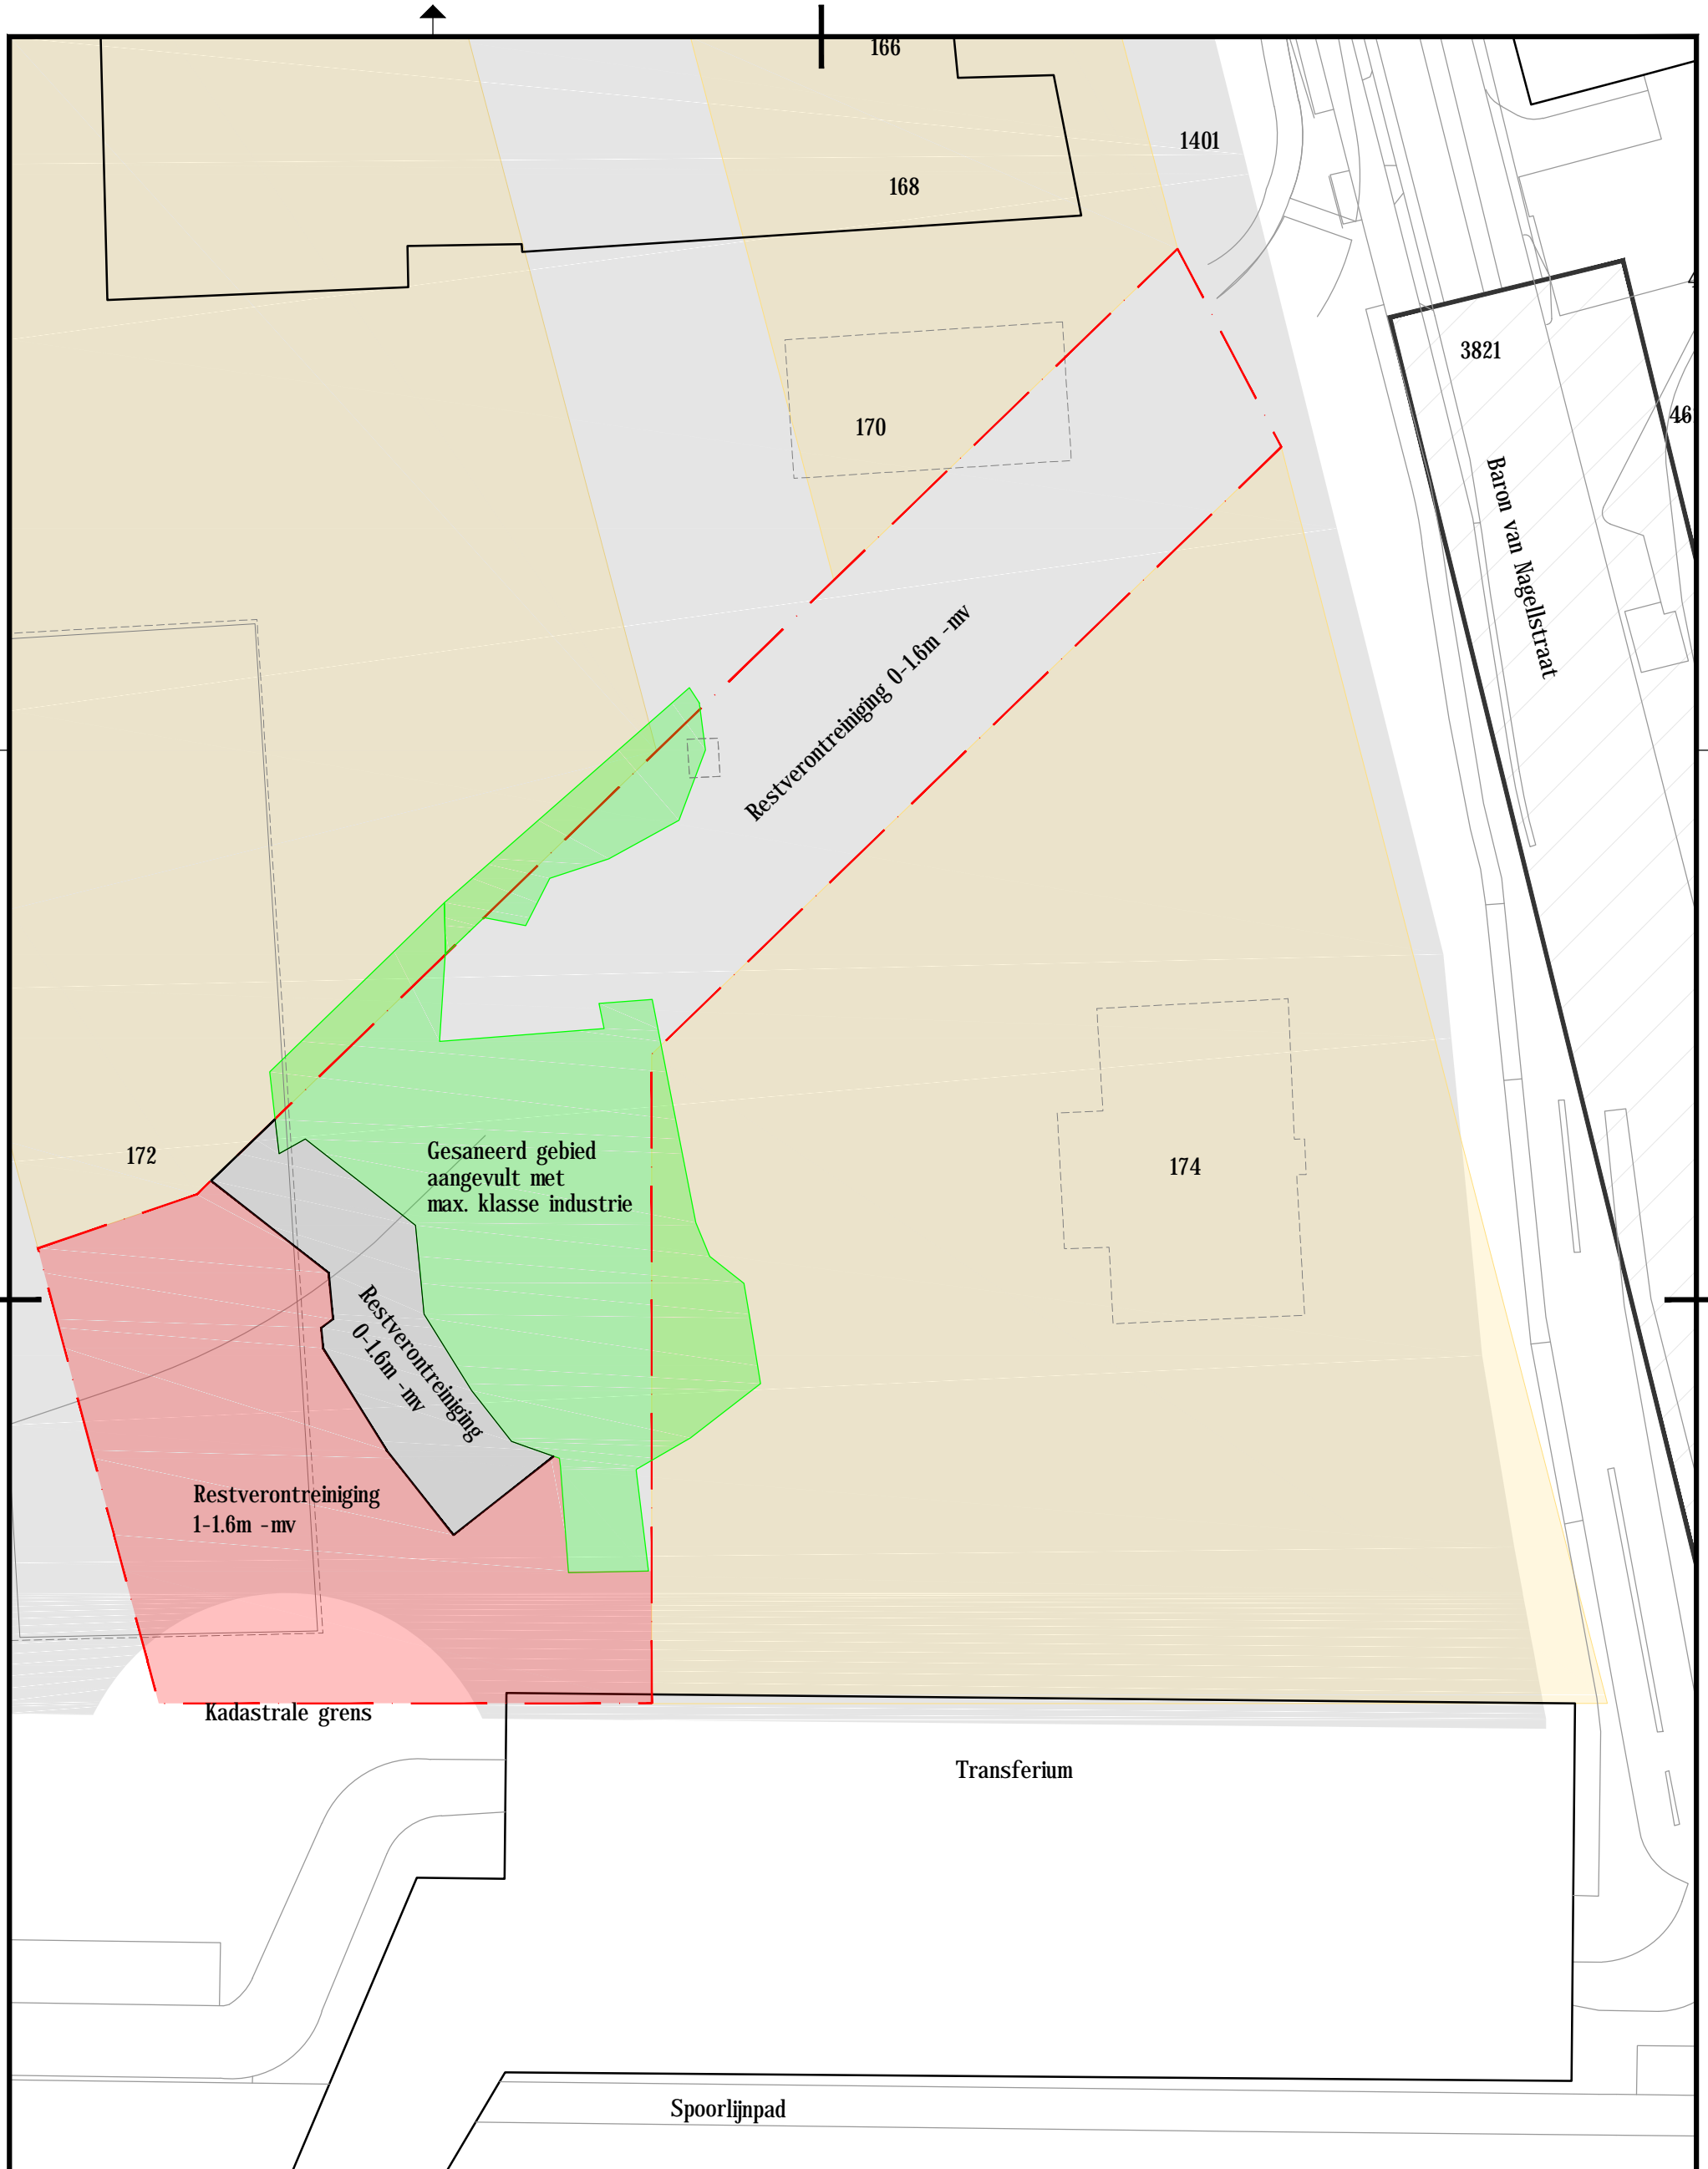 166
1401
168
3821
46
170
Baron van Nagellstraat
Restverontreiniging 0-1.6m -mv
172
Gesaneerd gebied
aangevult met
max. klasse industrie
174
Restverontreiniging
0-1.6m -mv
Restverontreiniging
1-1.6m -mv
Kadastrale grens
Transferium
Spoorlijnpad